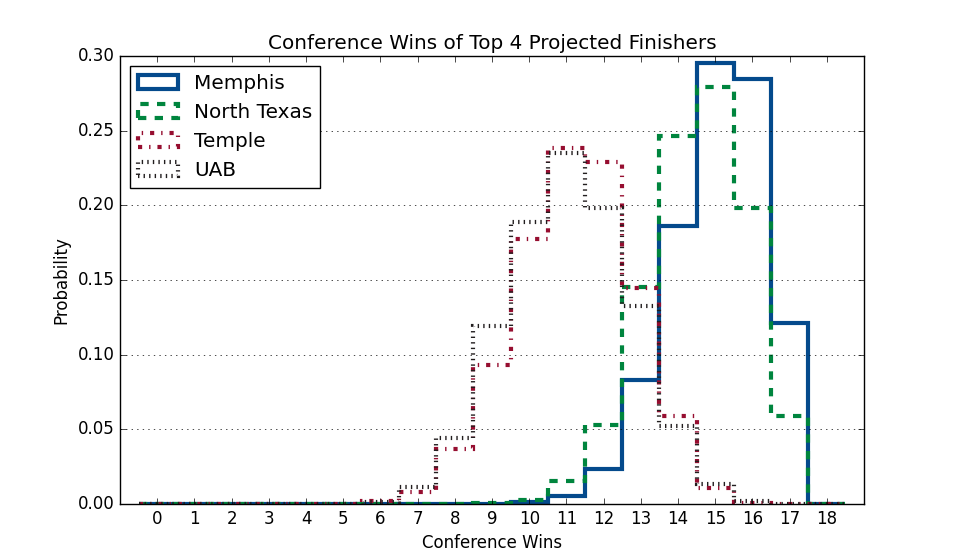 Conference Wins of Top 4 Projected Finishers
0.30
0.25
0.20
0.15
0.10
0.05
0.00
Probability
Memphis
North Texas
Temple
UAB
0 1 2 3 4 5 6 7 8 9 10 11 12 13 14 15 16 17 18
Conference Wins